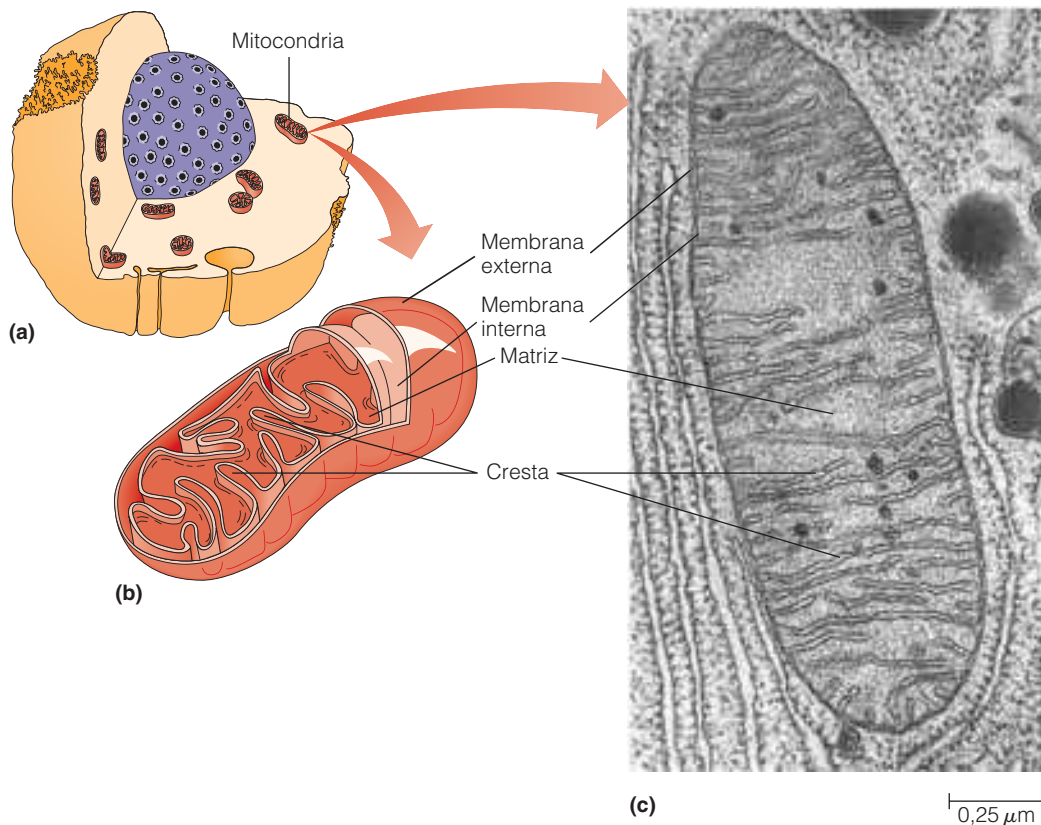 Mitocondria
(a)
Membrana
externa
Membrana
interna
Matriz
Cresta
(b)
(c)
0,25 μm